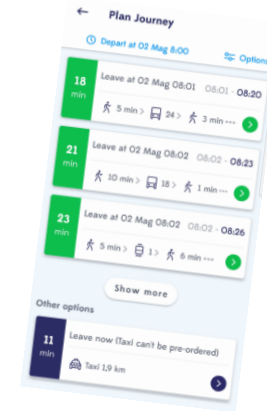 Plan Journey
Depart at 02 Mag 8:00
Options
18 min
Leave at 02 Mag 08:01 08:01 - 08:20
5 min > 24 > 3 min ...
21 min
Leave at 02 Mag 08:02 08:02 - 08:23
10 min > 18 > 1 min ...
23 min
Leave at 02 Mag 08:02 08:02 - 08:26
5 min > 1 > 6 min ...
Show more
Other options
11 min
Leave now (Taxi can't be pre-ordered)
Taxi 1,9 km